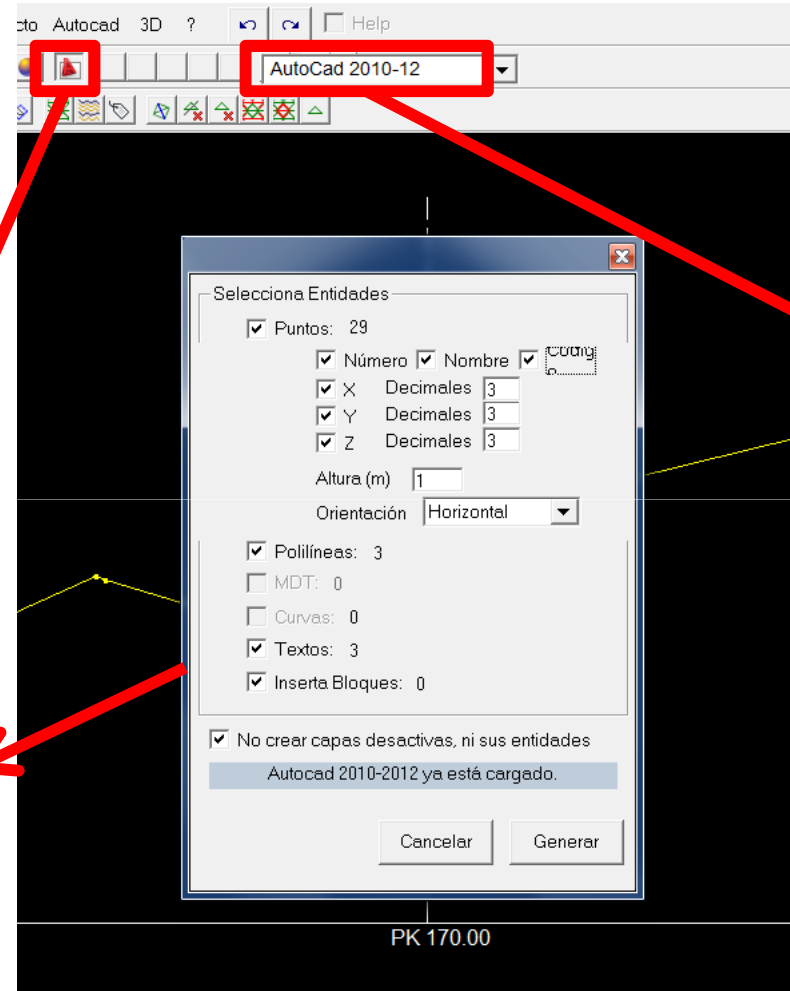 cto Autocad 3D ? Help
AutoCad 2010-12
Selecciona Entidades
Puntos: 29
Número Nombre Códig
X Decimales 3
Y Decimales 3
Z Decimales 3
Altura (m) 1
Orientación Horizontal
Polilíneas: 3
MDT: 0
Curvas: 0
Textos: 3
Inserta Bloques: 0
No crear capas desactivas, ni sus entidades
Autocad 2010-2012 ya está cargado.
Cancelar Generar
PK 170.00